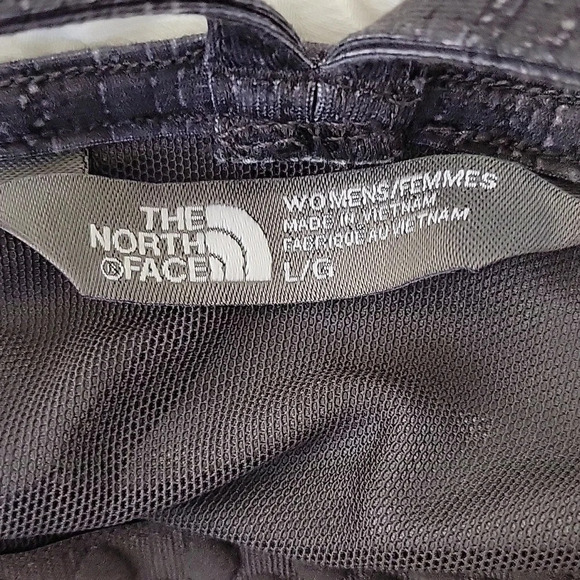 THE
NORTH
FACE
WOMENS/FEMMES
MADE IN VIETNAM
FABRIQUÉ AU VIETNAM
L/G